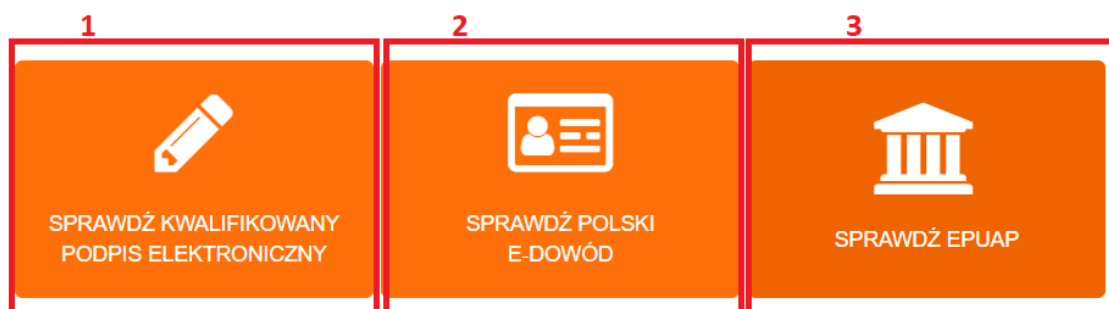 1
2
3
SPRAWDŹ KWALIFIKOWANY
PODPIS ELEKTRONICZNY
SPRAWDŹ POLSKI
E-DOWÓD
SPRAWDŹ EPUAP